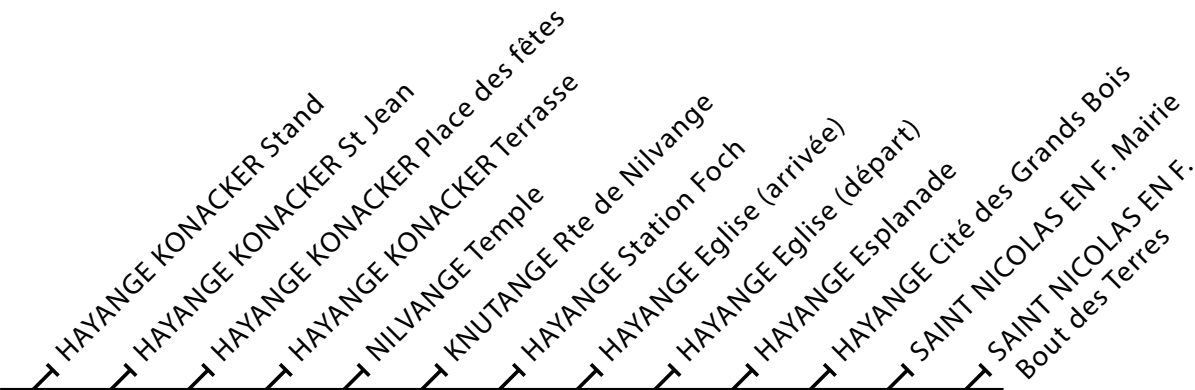 HAYANGE KONACKER Stand
HAYANGE KONACKER St Jean
HAYANGE KONACKER Place des fêtes
HAYANGE KONACKER Terrasse
NILVANGE Temple
KNUTANGE Rte de Nilvange
HAYANGE Station Foch
HAYANGE Eglise (arrivée)
HAYANGE Eglise (départ)
HAYANGE Esplanade
HAYANGE Cité des Grands Bois
SAINT NICOLAS EN F. Mairie
SAINT NICOLAS EN F.
Bout des Terres